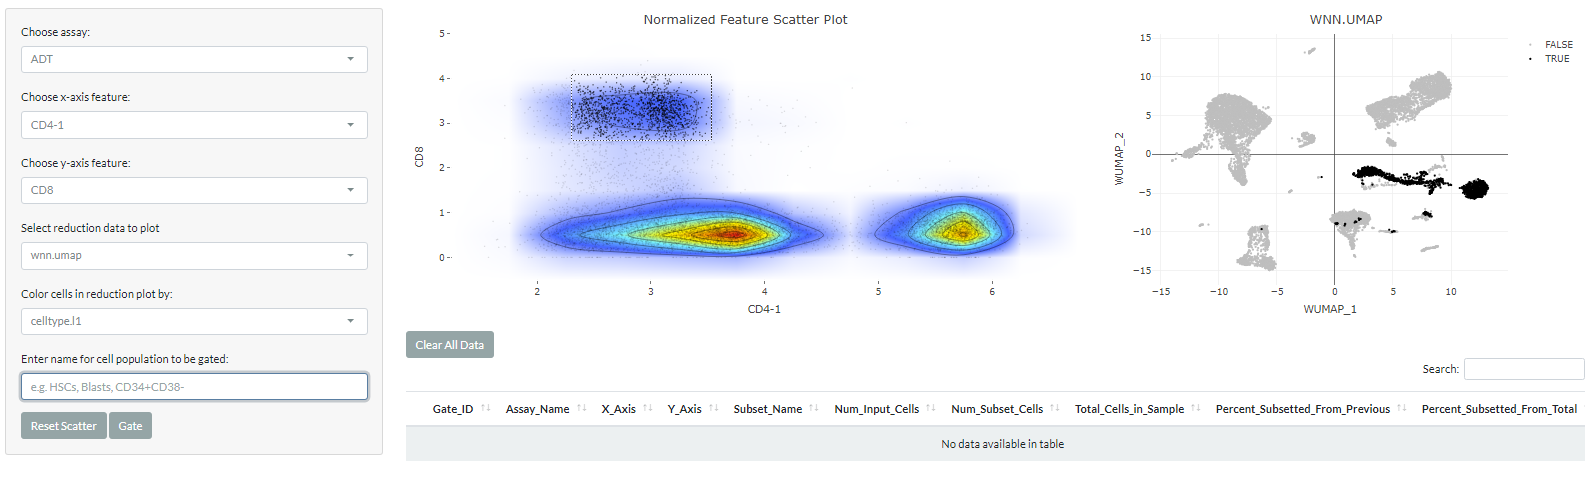 Choose assay:
ADT
Choose x-axis feature:
CD4-1
Choose y-axis feature:
CD8
Select reduction data to plot
wnn.umap
Color cells in reduction plot by:
celltype.l1
Enter name for cell population to be gated:
e.g. HSCs, Blasts, CD34+CD38-
Reset Scatter Gate
Normalized Feature Scatter Plot
5
4
3
2
1
0
CD8
2 3 4 5 6
CD4-1
WNN.UMAP
15
10
5
0
−5
−10
−15
WUMAP_2
−15 −10 −5 0 5 10
WUMAP_1
FALSE
TRUE
Clear All Data
Search:
Gate_ID Assay_Name X_Axis Y_Axis Subset_Name Num_Input_Cells Num_Subset_Cells Total_Cells_in_Sample Percent_Subsetted_From_Previous Percent_Subsetted_From_Total
No data available in table